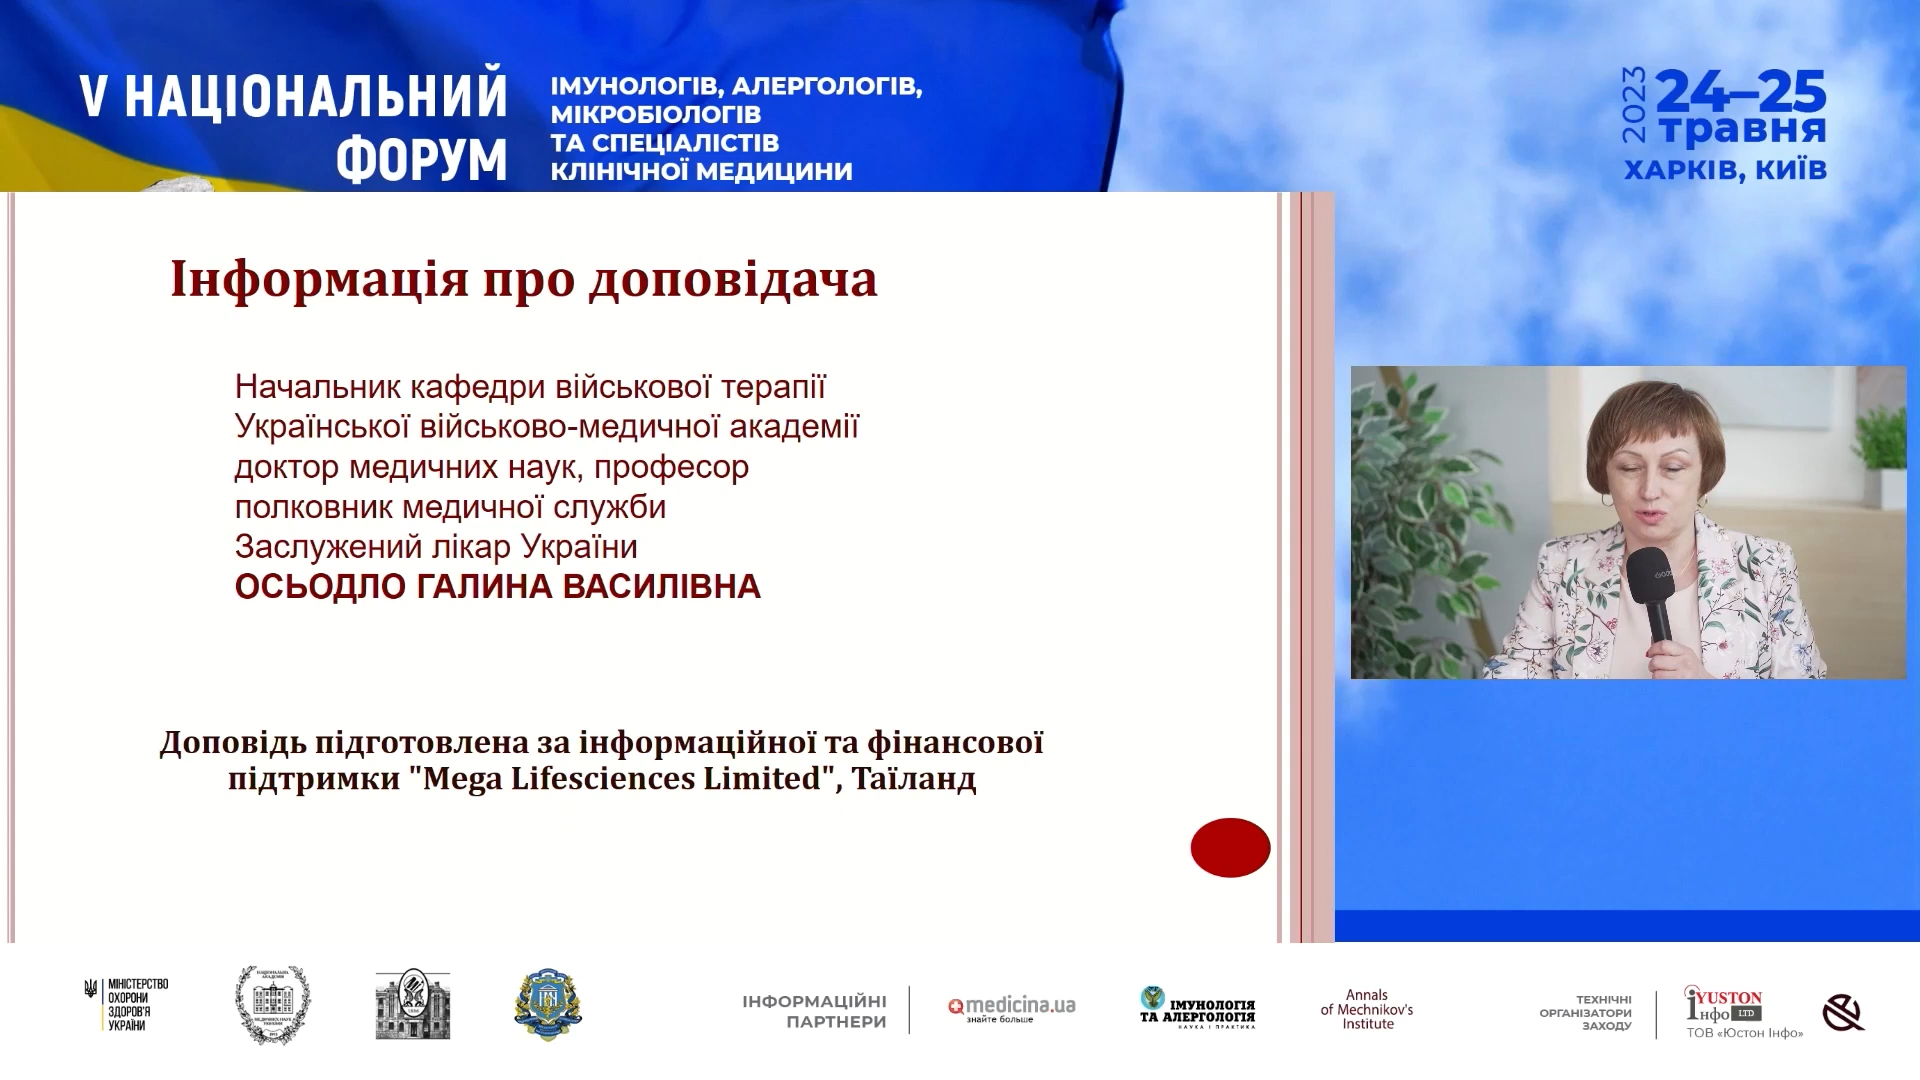 V НАЦІОНАЛЬНИЙ
ФОРУМ
ІМУНОЛОГІВ, АЛЕРГОЛОГІВ,
МІКРОБІОЛОГІВ
ТА СПЕЦІАЛІСТІВ
КЛІНІЧНОЇ МЕДИЦИНИ
2023
24–25
травня
ХАРКІВ, КИЇВ
Інформація про доповідача
Начальник кафедри військової терапії
Української військово-медичної академії
доктор медичних наук, професор
полковник медичної служби
Заслужений лікар України
ОСЬОДЛО ГАЛИНА ВАСИЛІВНА
Доповідь підготовлена за інформаційної та фінансової
підтримки "Mega Lifesciences Limited", Таїланд
МІНІСТЕРСТВО
ОХОРОНИ
ЗДОРОВ'Я
УКРАЇНИ
ІНФОРМАЦІЙНІ
ПАРТНЕРИ
medicina.ua
знайте больше
ІМУНОЛОГІЯ
ТА АЛЕРГОЛОГІЯ
НАУКА І ПРАКТИКА
Annals
of Mechnikov's
Institute
ТЕХНІЧНІ
ОРГАНІЗАТОРИ
ЗАХОДУ
YUSTON
Iнфо LTD
ТОВ «Юстон Інфо»